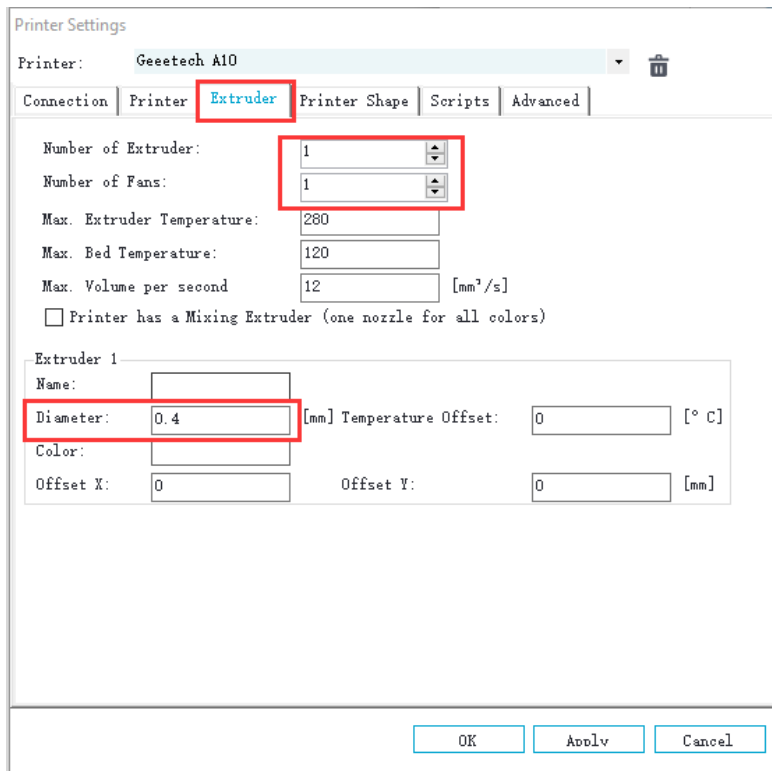 Printer Settings
Printer: Geeetech A10
Connection Printer Extruder Printer Shape Scripts Advanced
Number of Extruder: 1
Number of Fans: 1
Max. Extruder Temperature: 280
Max. Bed Temperature: 120
Max. Volume per second 12 [mm³/s]
Printer has a Mixing Extruder (one nozzle for all colors)
Extruder 1
Name:
Diameter: 0.4 [mm] Temperature Offset: 0 [° C]
Color:
Offset X: 0 Offset Y: 0 [mm]
OK Apply Cancel